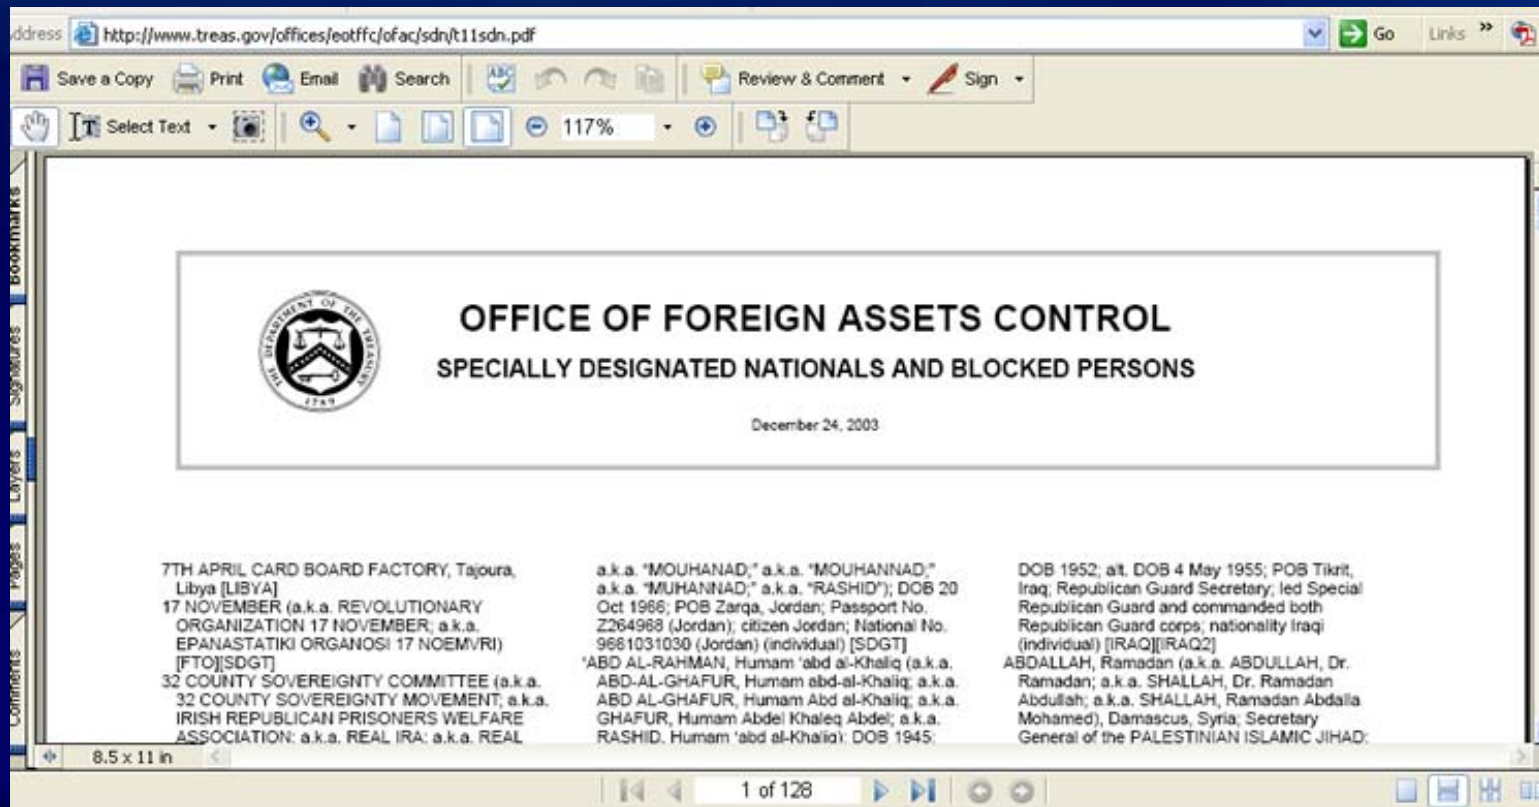 ddress http://www.treas.gov/offices/eotffc/ofac/sdn/t11sdn.pdf Go Links »
Save a Copy Print Email Search Review & Comment Sign
Select Text 117%
Bookmarks
Signatures
Layers
Pages
Comments
THE DEPARTMENT OF THE TREASURY
1789
OFFICE OF FOREIGN ASSETS CONTROL
SPECIALLY DESIGNATED NATIONALS AND BLOCKED PERSONS
December 24, 2003
7TH APRIL CARD BOARD FACTORY, Tajoura,
Libya [LIBYA]
17 NOVEMBER (a.k.a. REVOLUTIONARY
ORGANIZATION 17 NOVEMBER; a.k.a.
EPANASTATIKI ORGANOSI 17 NOEMVRI)
[FTO][SDGT]
32 COUNTY SOVEREIGNTY COMMITTEE (a.k.a.
32 COUNTY SOVEREIGNTY MOVEMENT; a.k.a.
IRISH REPUBLICAN PRISONERS WELFARE
ASSOCIATION; a.k.a. REAL IRA; a.k.a. REAL
a.k.a. "MOUHANAD;" a.k.a. "MOUHANNAD;"
a.k.a. "MUHANNAD;" a.k.a. "RASHID"); DOB 20
Oct 1966; POB Zarqa, Jordan; Passport No.
Z264968 (Jordan); citizen Jordan; National No.
9661031030 (Jordan) (individual) [SDGT]
'ABD AL-RAHMAN, Humam 'abd al-Khaliq (a.k.a.
ABD-AL-GHAFUR, Humam abd-al-Khaliq; a.k.a.
ABD AL-GHAFUR, Humam Abd al-Khaliq; a.k.a.
GHAFUR, Humam Abdel Khaleq Abdel; a.k.a.
RASHID, Humam 'abd al-Khaliq); DOB 1945;
DOB 1952; alt. DOB 4 May 1955; POB Tikrit,
Iraq; Republican Guard Secretary; led Special
Republican Guard and commanded both
Republican Guard corps; nationality Iraqi
(individual) [IRAQ][IRAQ2]
ABDALLAH, Ramadan (a.k.a. ABDULLAH, Dr.
Ramadan; a.k.a. SHALLAH, Dr. Ramadan
Abdullah; a.k.a. SHALLAH, Ramadan Abdalla
Mohamed), Damascus, Syria; Secretary
General of the PALESTINIAN ISLAMIC JIHAD;
8.5 x 11 in
1 of 128